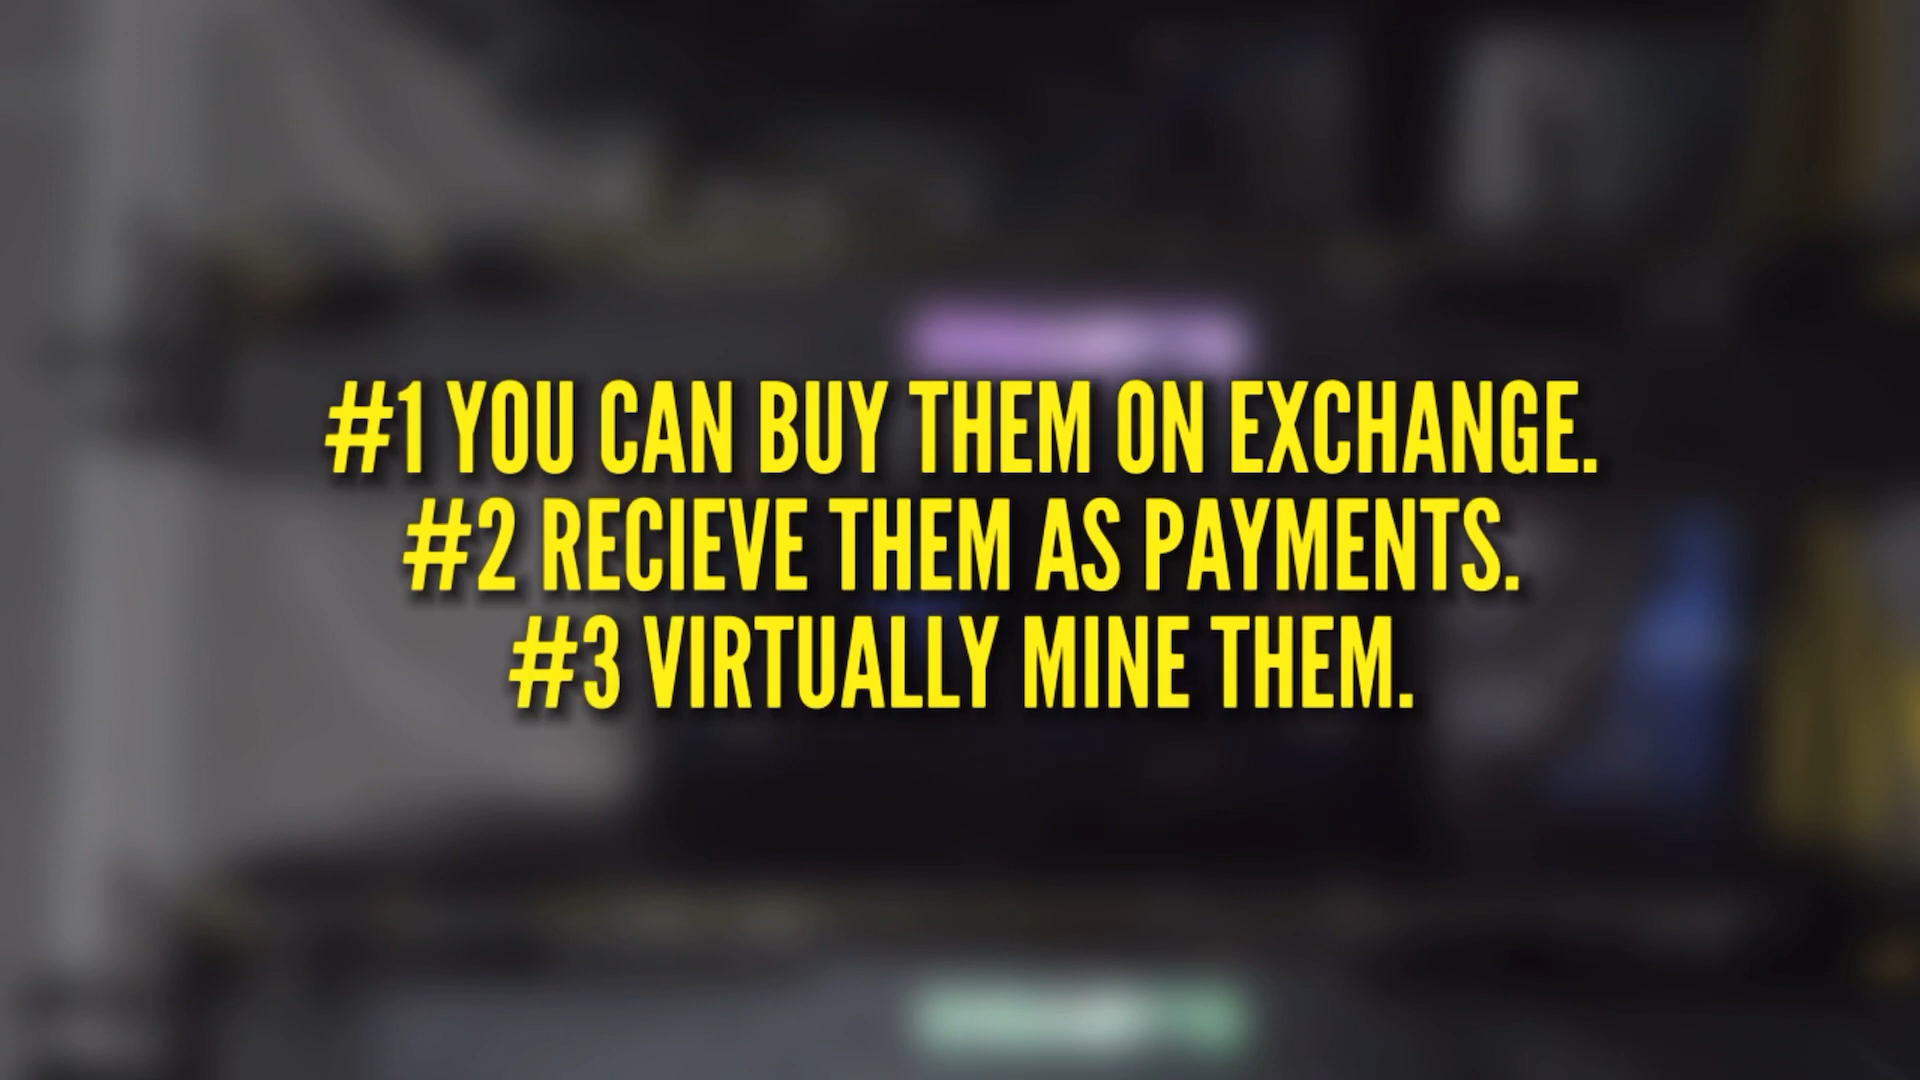 #1 YOU CAN BUY THEM ON EXCHANGE.
#2 RECIEVE THEM AS PAYMENTS.
#3 VIRTUALLY MINE THEM.